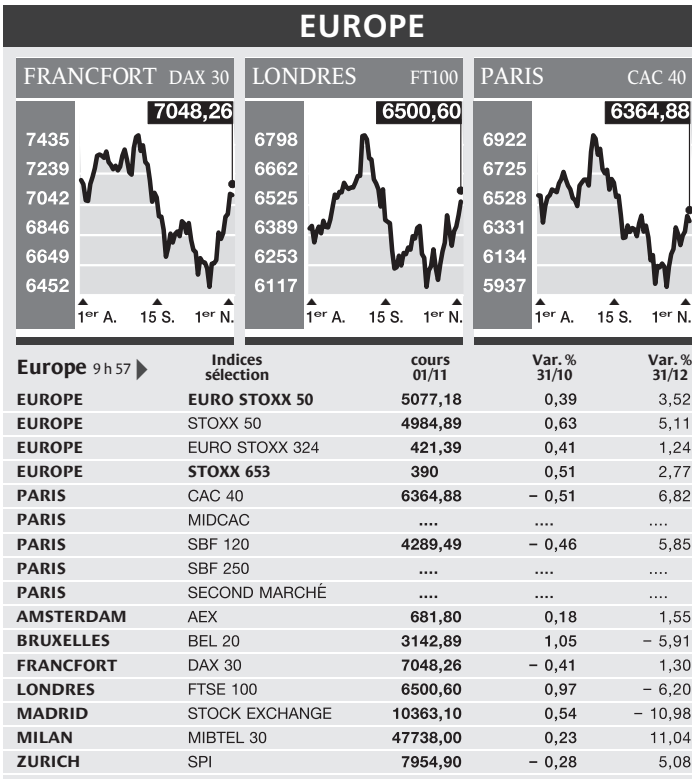 EUROPE
FRANCFORT DAX 30
7048,26
7435
7239
7042
6846
6649
6452
1er A. 15 S. 1er N.
LONDRES FT100
6500,60
6798
6662
6525
6389
6253
6117
1er A. 15 S. 1er N.
PARIS CAC 40
6364,88
6922
6725
6528
6331
6134
5937
1er A. 15 S. 1er N.
Europe 9 h 57 Indices sélection cours 01/11 Var. % 31/10 Var. % 31/12
EUROPE EURO STOXX 50 5077,18 0,39 3,52
EUROPE STOXX 50 4984,89 0,63 5,11
EUROPE EURO STOXX 324 421,39 0,41 1,24
EUROPE STOXX 653 390 0,51 2,77
PARIS CAC 40 6364,88 – 0,51 6,82
PARIS MIDCAC .... .... ....
PARIS SBF 120 4289,49 – 0,46 5,85
PARIS SBF 250 .... .... ....
PARIS SECOND MARCHÉ .... .... ....
AMSTERDAM AEX 681,80 0,18 1,55
BRUXELLES BEL 20 3142,89 1,05 – 5,91
FRANCFORT DAX 30 7048,26 – 0,41 1,30
LONDRES FTSE 100 6500,60 0,97 – 6,20
MADRID STOCK EXCHANGE 10363,10 0,54 – 10,98
MILAN MIBTEL 30 47738,00 0,23 11,04
ZURICH SPI 7954,90 – 0,28 5,08